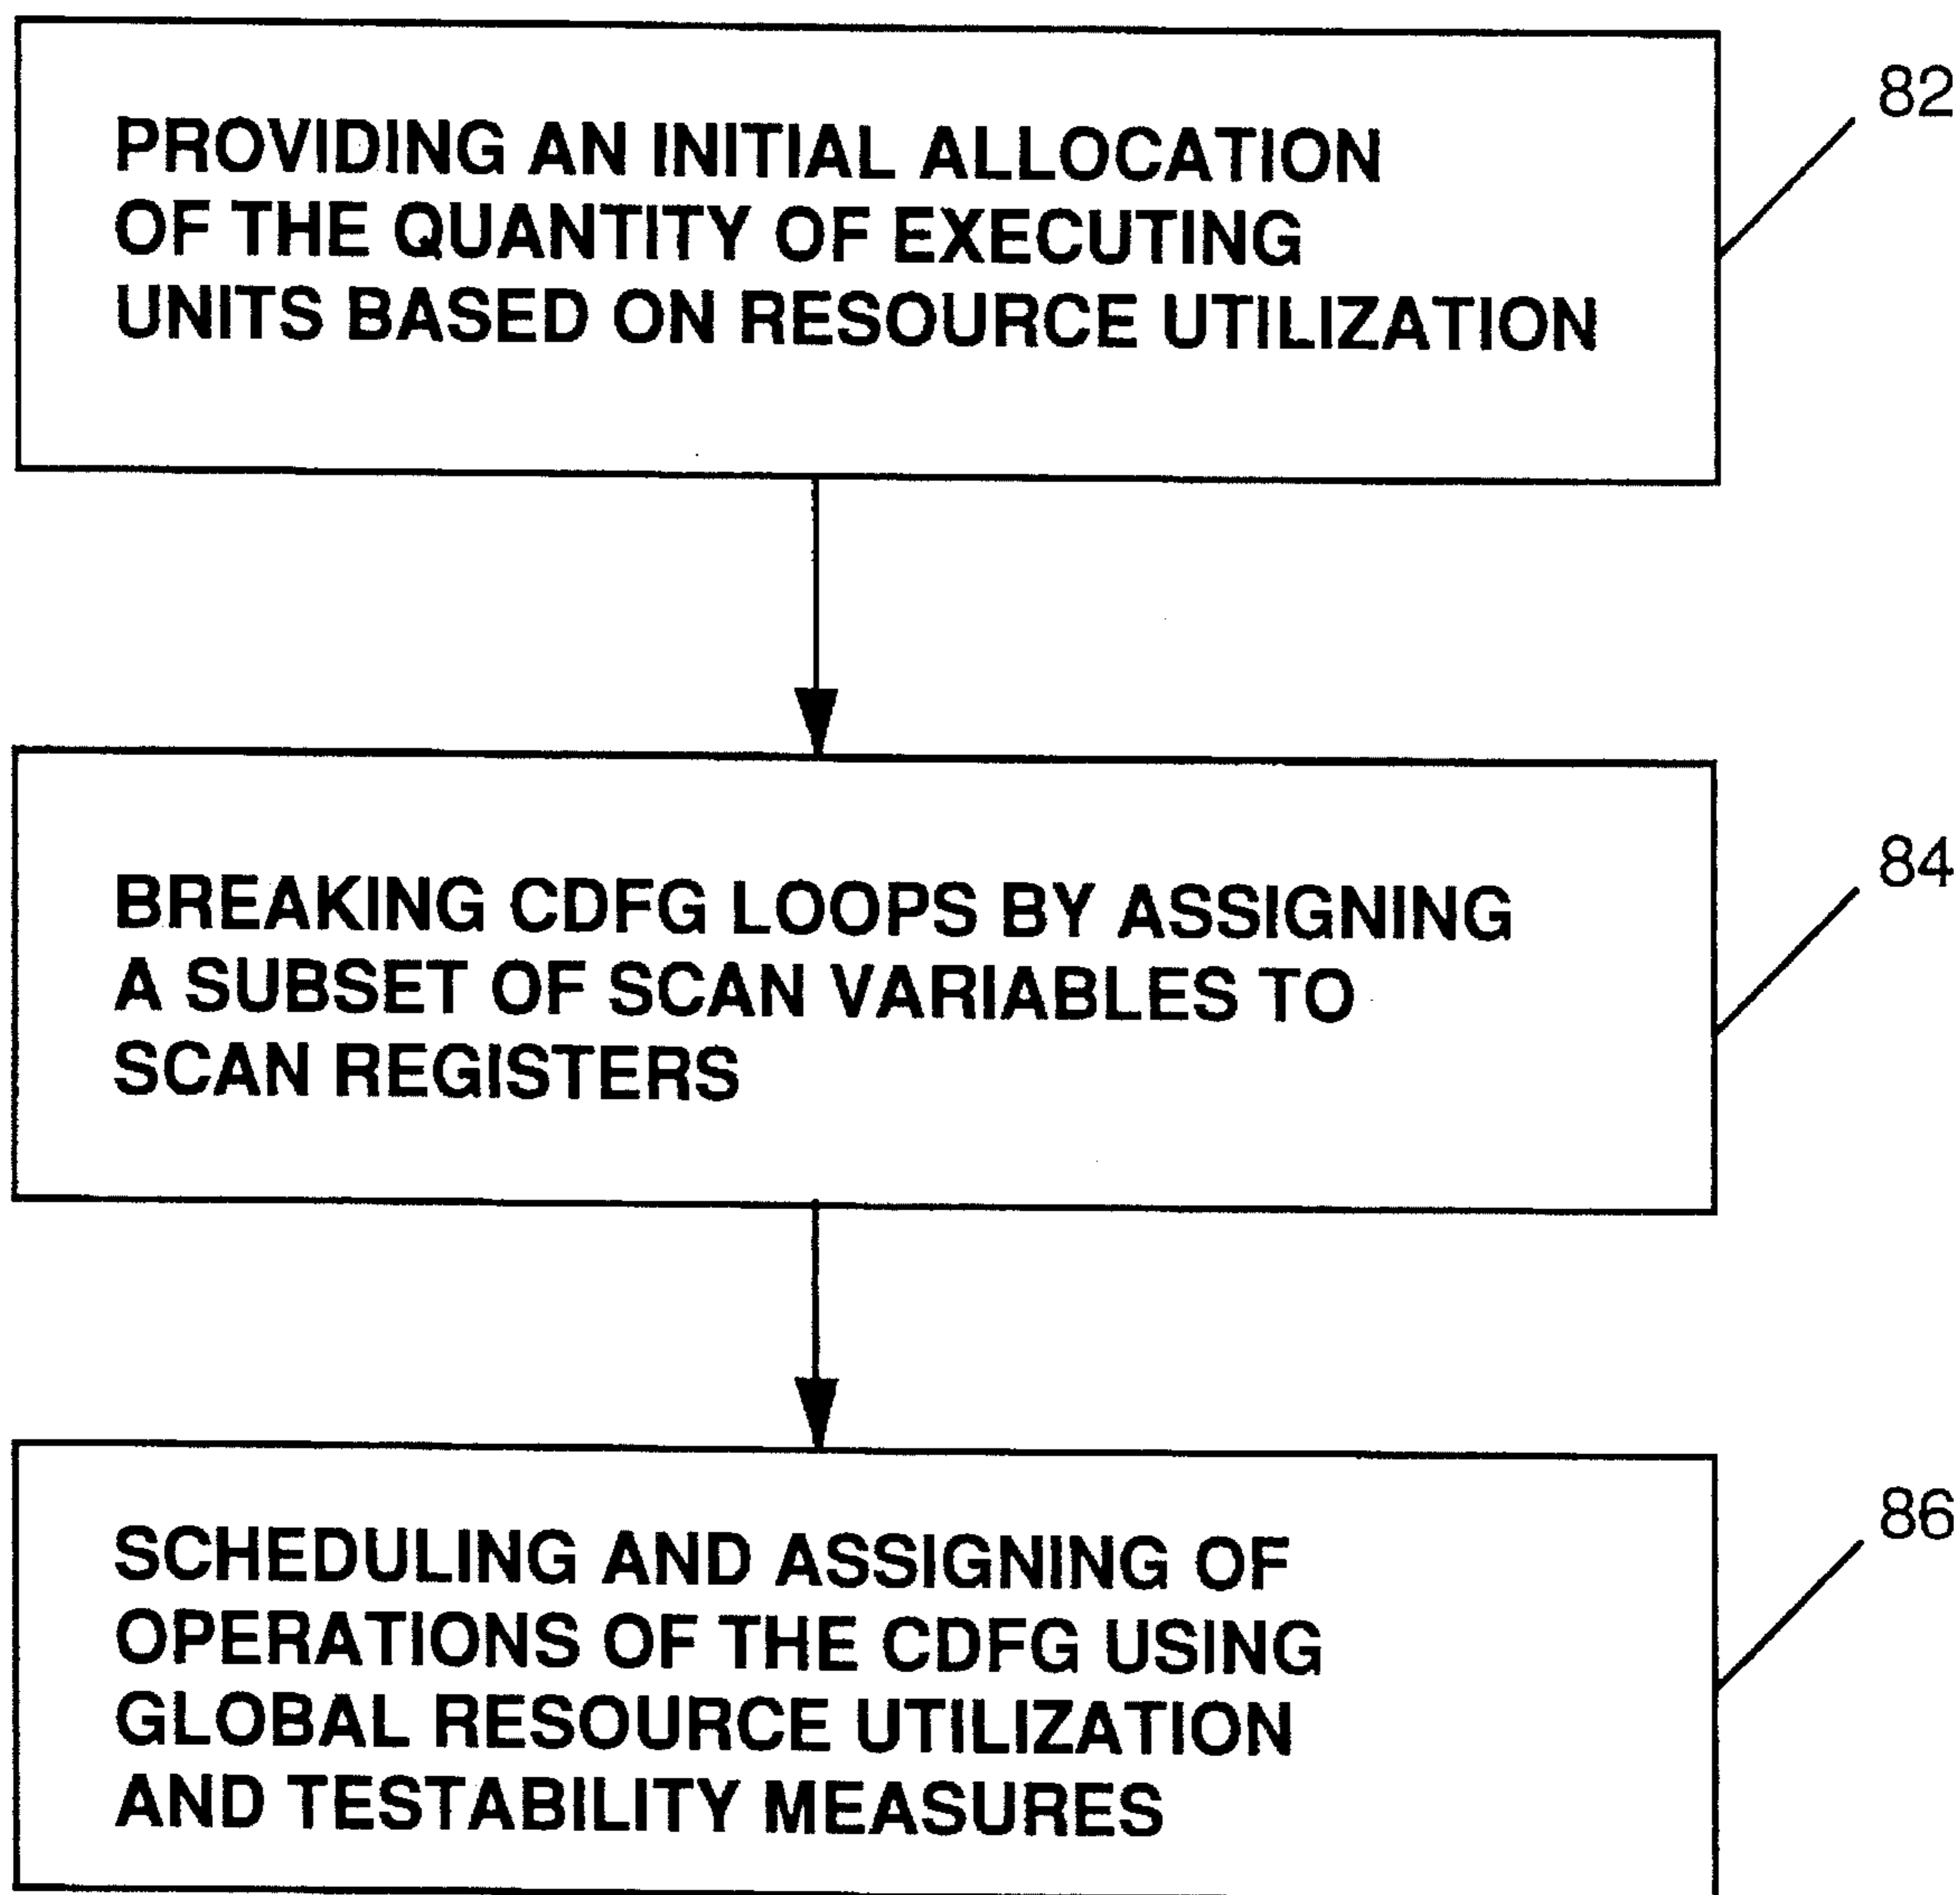 82
PROVIDING AN INITIAL ALLOCATION
OF THE QUANTITY OF EXECUTING
UNITS BASED ON RESOURCE UTILIZATION
84
BREAKING CDFG LOOPS BY ASSIGNING
A SUBSET OF SCAN VARIABLES TO
SCAN REGISTERS
86
SCHEDULING AND ASSIGNING OF
OPERATIONS OF THE CDFG USING
GLOBAL RESOURCE UTILIZATION
AND TESTABILITY MEASURES